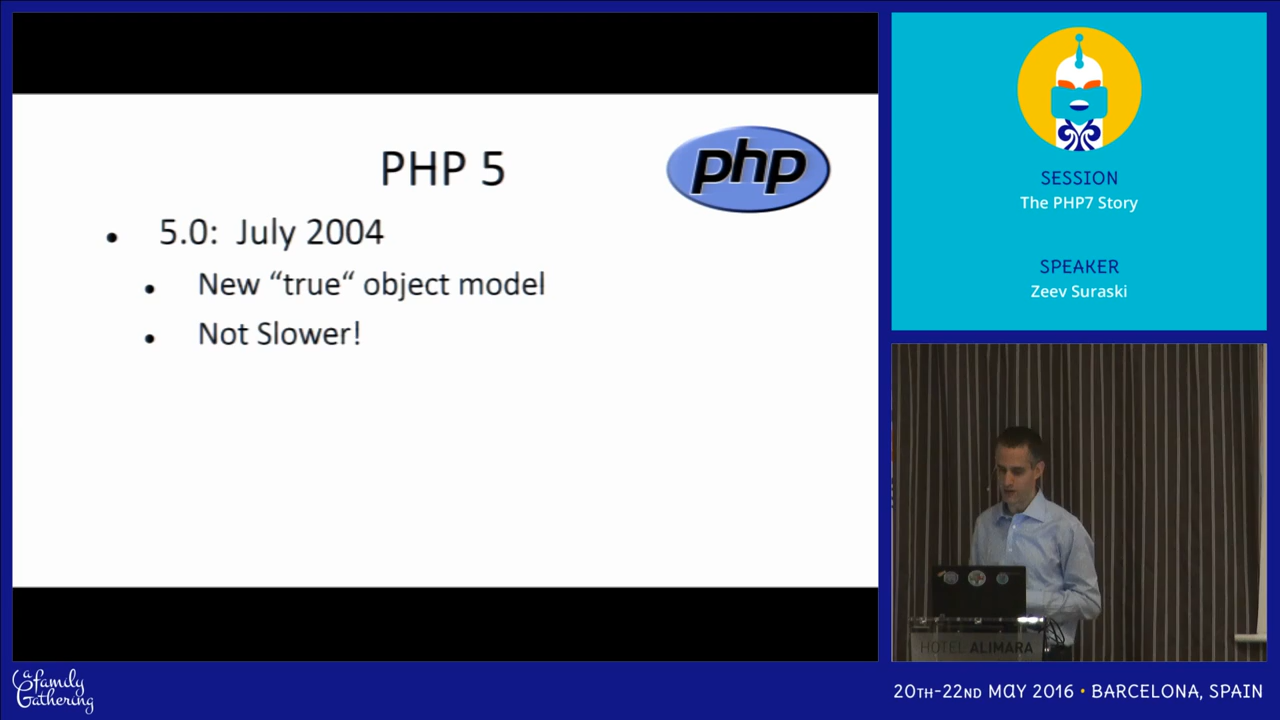 PHP 5
php
5.0: July 2004
New “true“ object model
Not Slower!
SESSION
The PHP7 Story
SPEAKER
Zeev Suraski
HOTEL ALIMARA
a family
Gathering
20TH-22ND MAY 2016 • BARCELONA, SPAIN